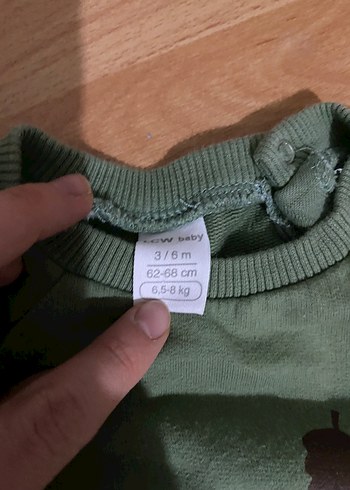 LCW baby
3 / 6 m
62-68 cm
6,5-8 kg